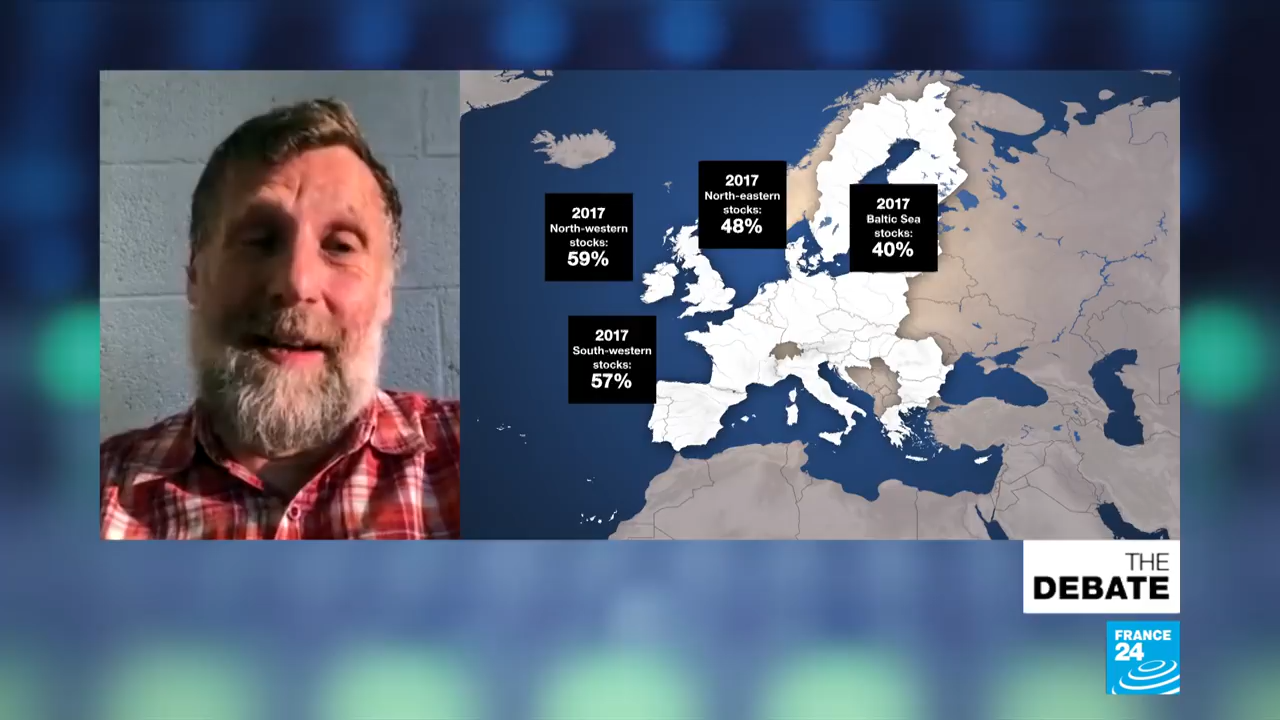 2017
North-western
stocks:
59%
2017
North-eastern
stocks:
48%
2017
Baltic Sea
stocks:
40%
2017
South-western
stocks:
57%
THE
DEBATE
FRANCE
24